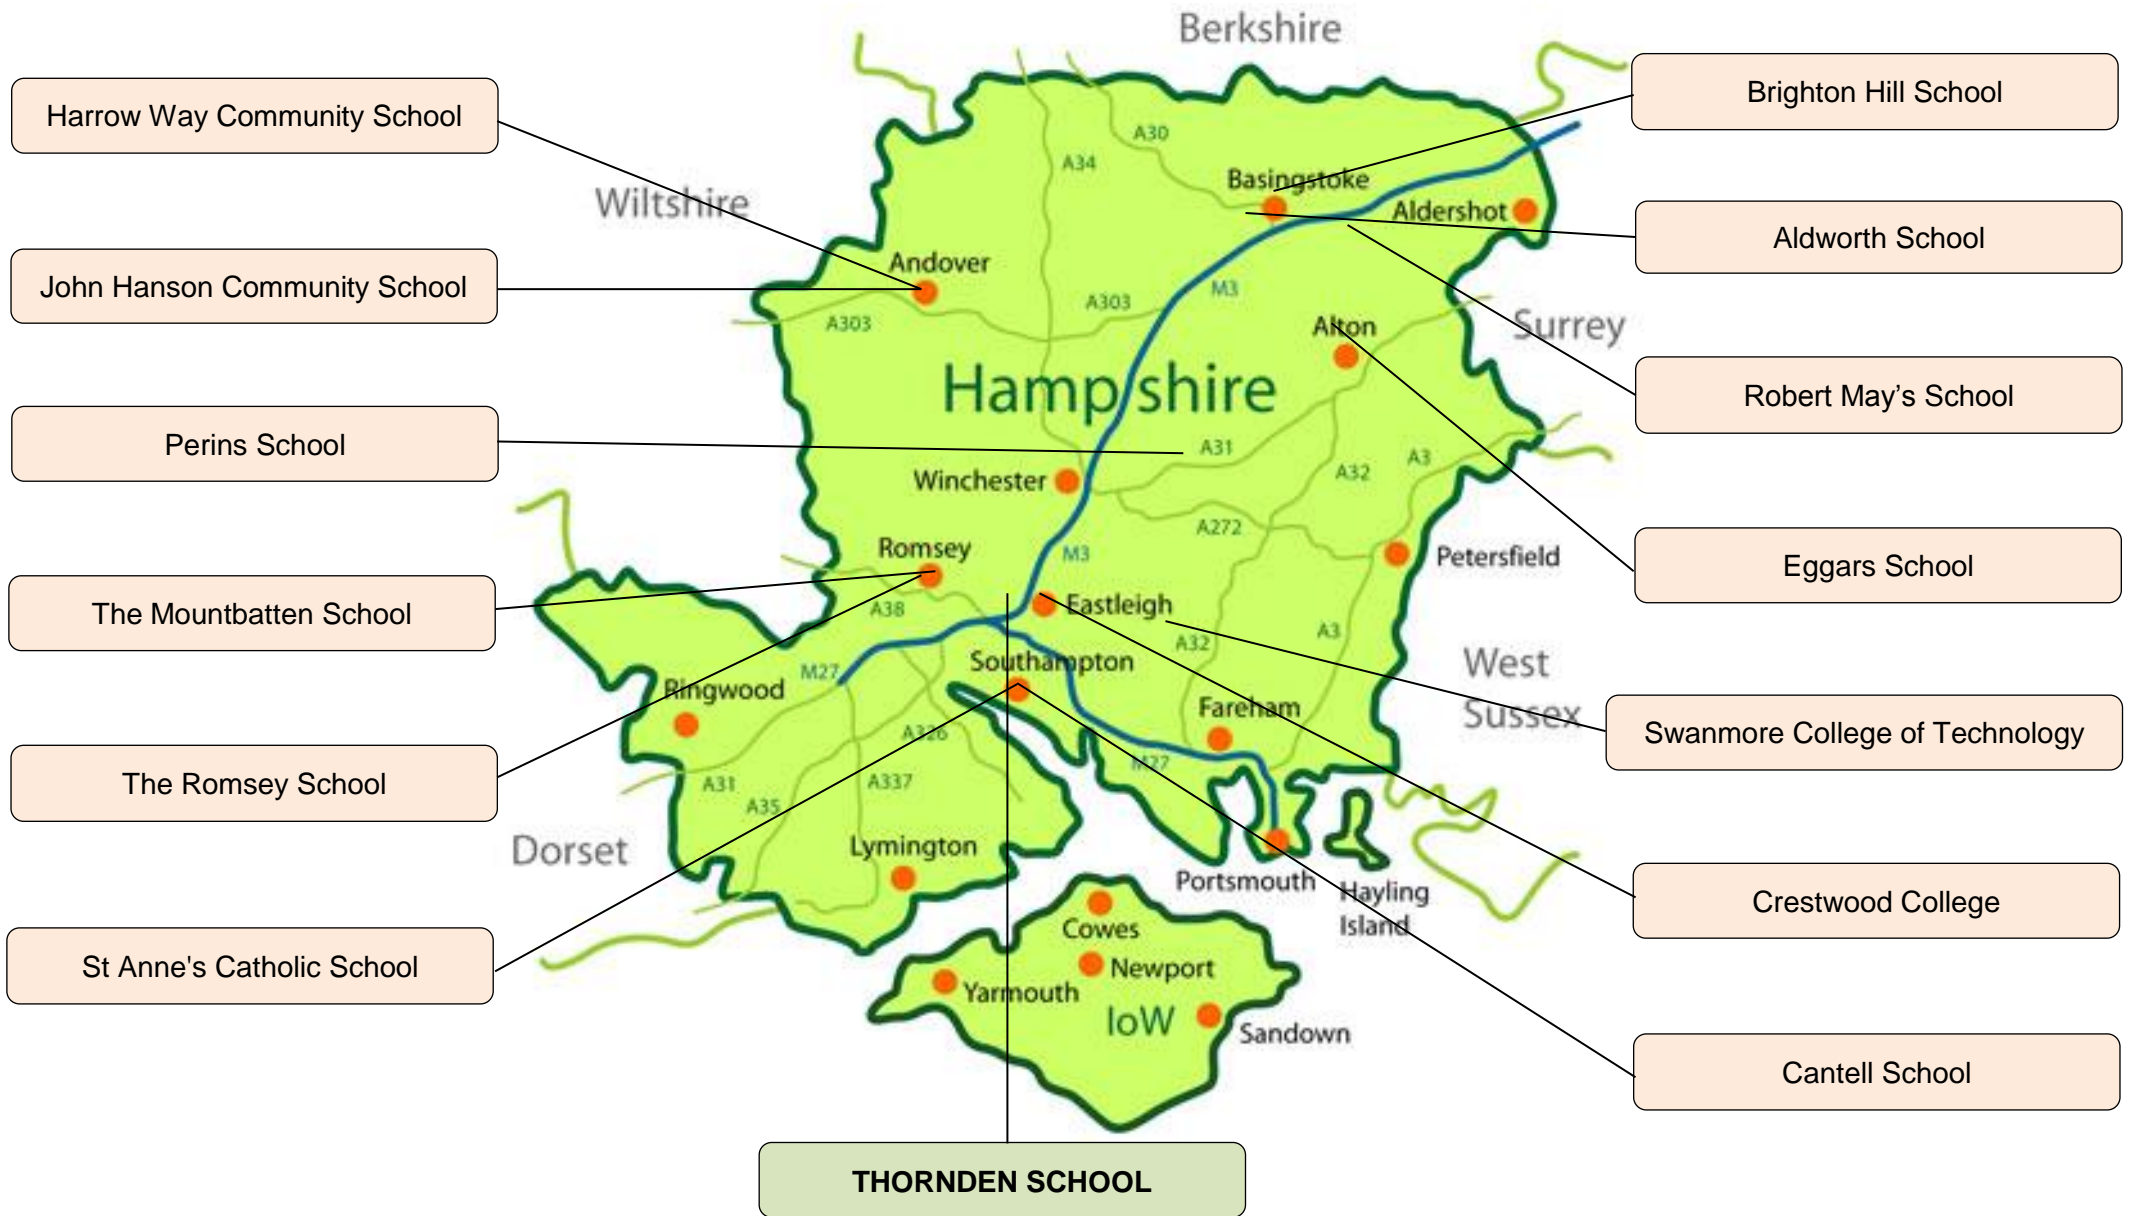 Berkshire
Brighton Hill School
Harrow Way Community School
A30
A34
Basingstoke
Wiltshire
Aldershot
Aldworth School
Andover
John Hanson Community School
M3
A303
A303
Alton
Surrey
Hampshire
Robert May’s School
Perins School
A31
A3
A32
Winchester
A272
Romsey
M3
Petersfield
Eggars School
The Mountbatten School
A38
Eastleigh
A32
A3
West
Sussex
Southampton
M27
Ringwood
Fareham
Swanmore College of Technology
A326
M27
The Romsey School
A31
A35
A337
Dorset
Lymington
Portsmouth
Hayling
Island
Crestwood College
Cowes
St Anne's Catholic School
Newport
Yarmouth
IoW
Sandown
Cantell School
THORNDEN SCHOOL